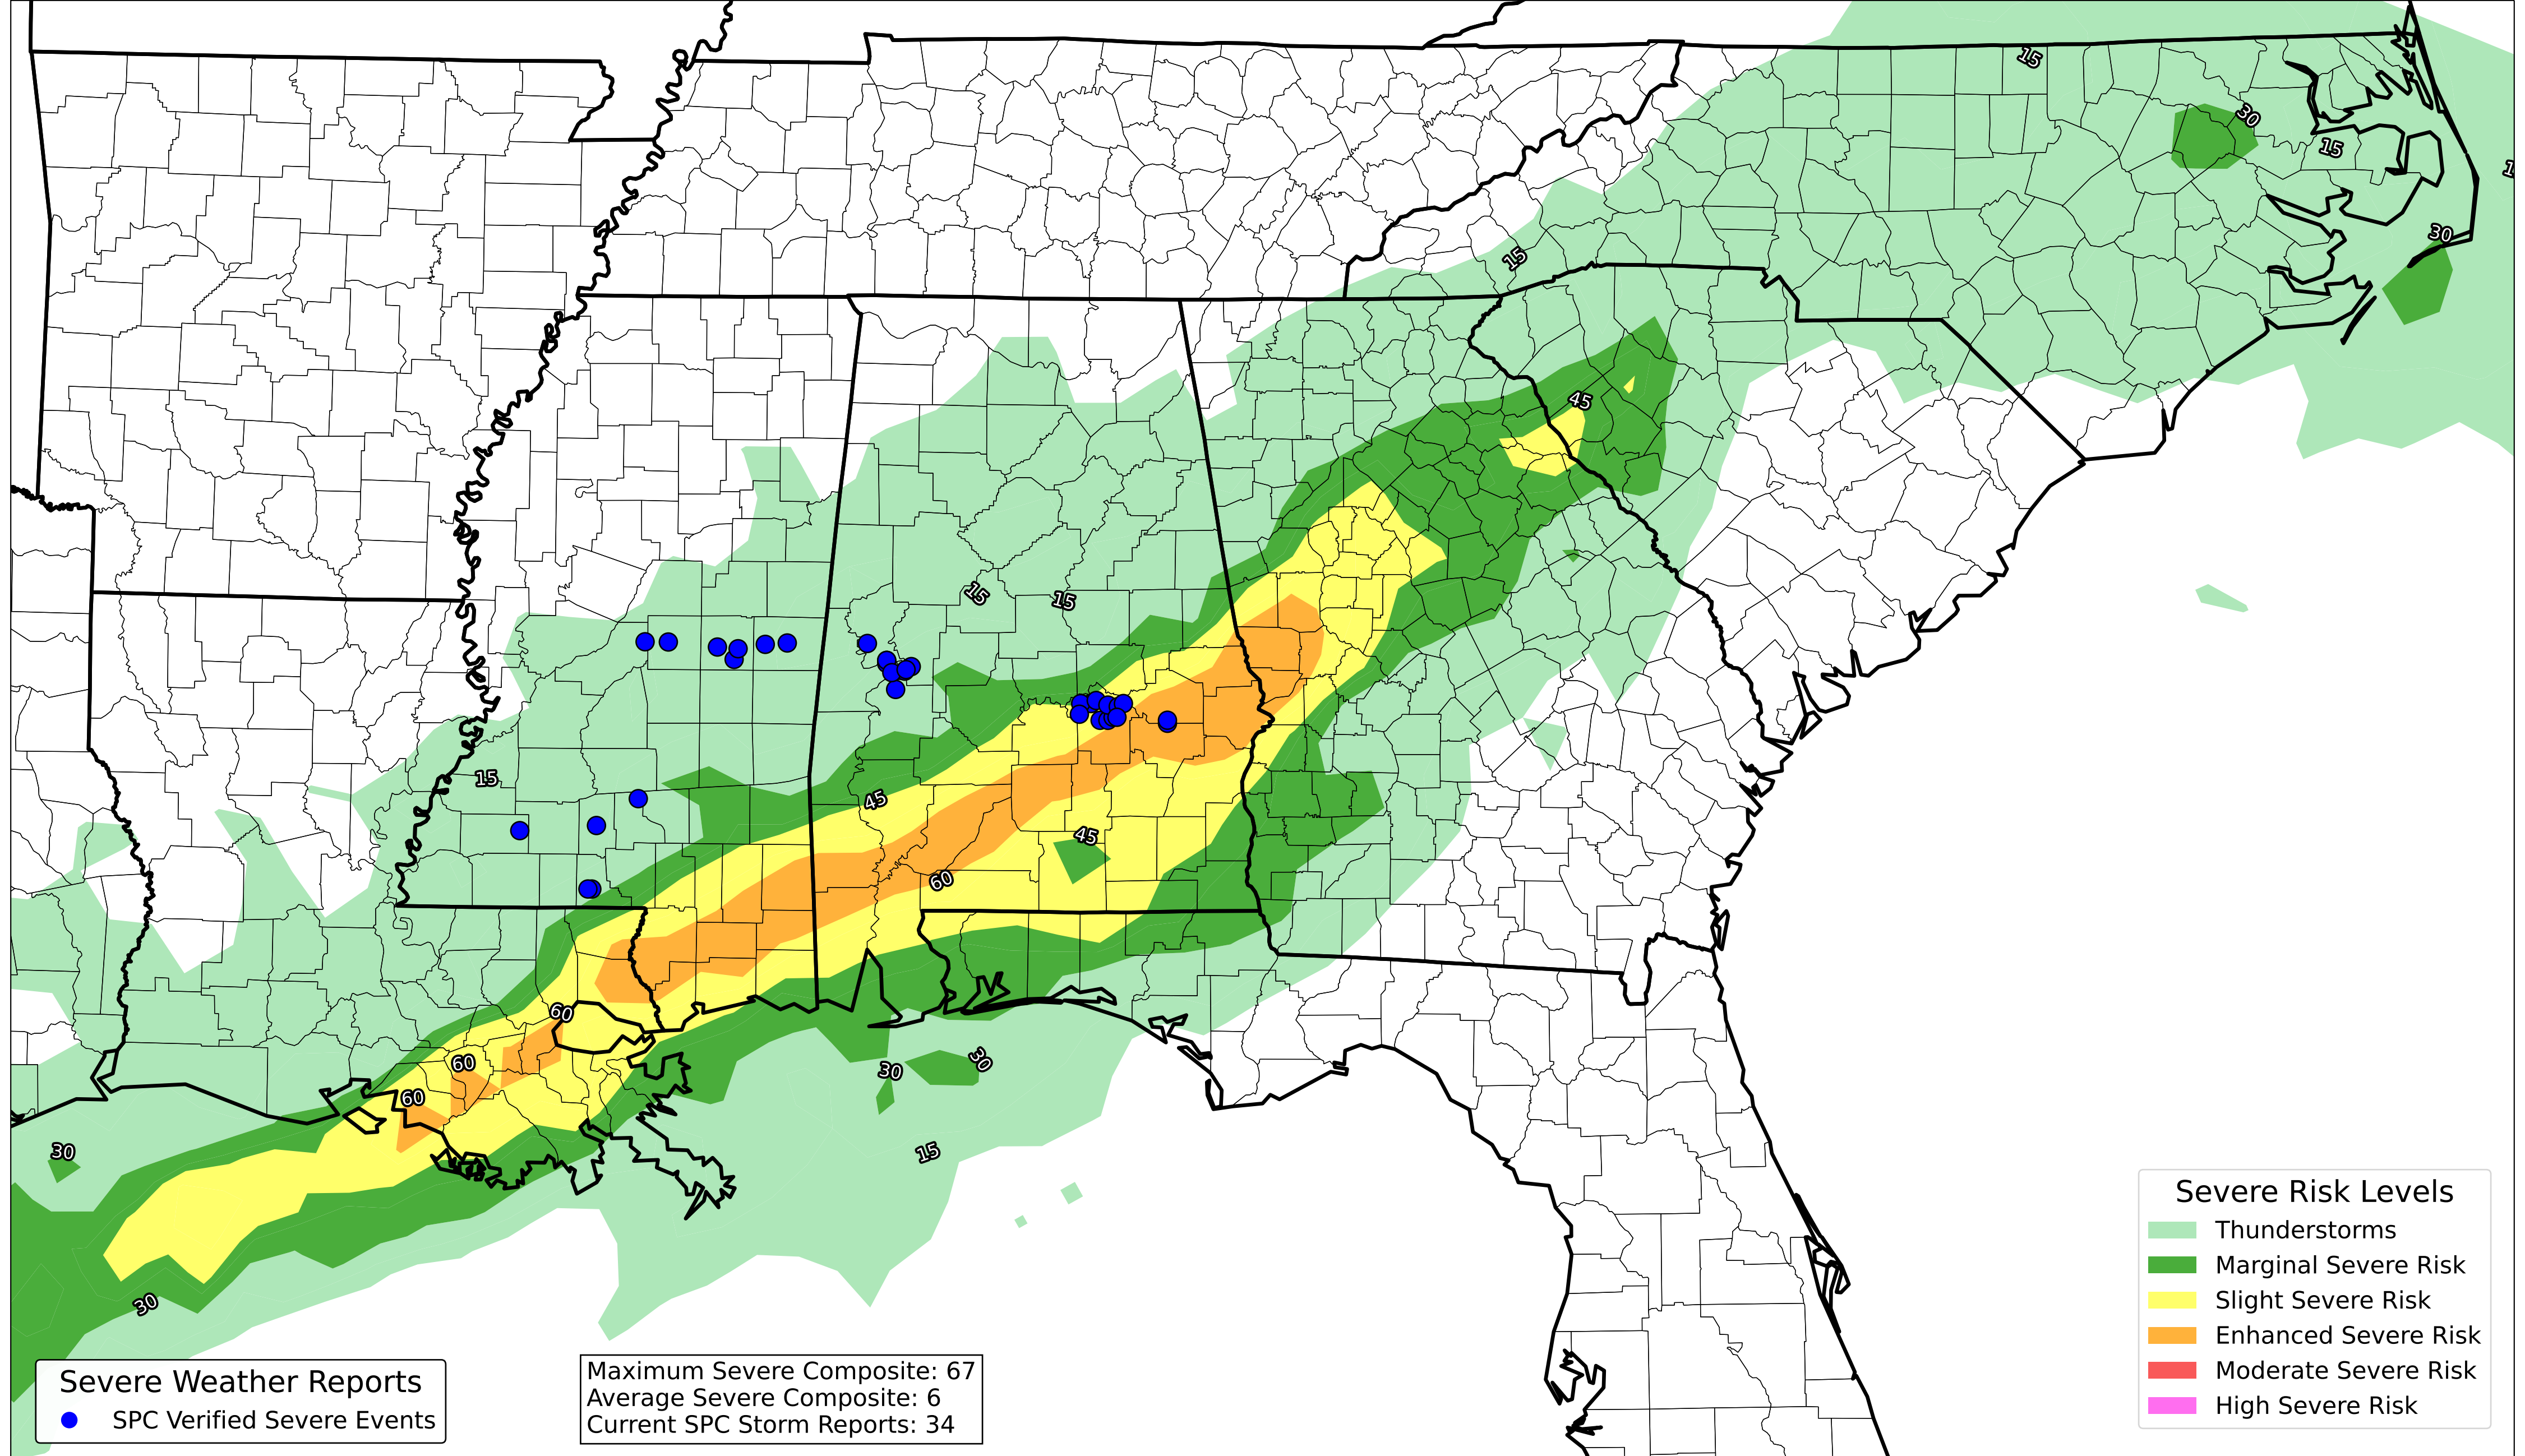 15
30
15
1
30
15
45
15
15
15
45
45
60
60
60
60
30
30
30
15
30
Severe Risk Levels
Thunderstorms
Marginal Severe Risk
Slight Severe Risk
Enhanced Severe Risk
Moderate Severe Risk
High Severe Risk
Severe Weather Reports
SPC Verified Severe Events
Maximum Severe Composite: 67
Average Severe Composite: 6
Current SPC Storm Reports: 34